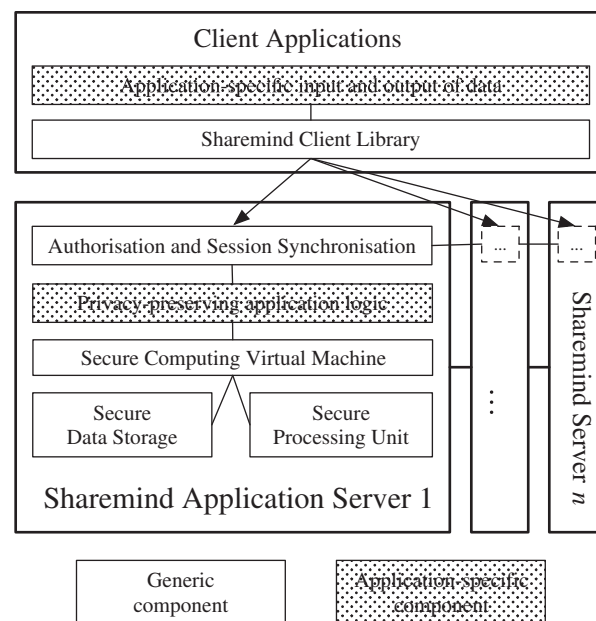 Client Applications
Application-specific input and output of data
Sharemind Client Library
Authorisation and Session Synchronisation
...
...
Privacy-preserving application logic
Secure Computing Virtual Machine
Secure
Data Storage
Secure
Processing Unit
Sharemind Application Server 1
...
Sharemind Server n
Generic
component
Application-specific
component